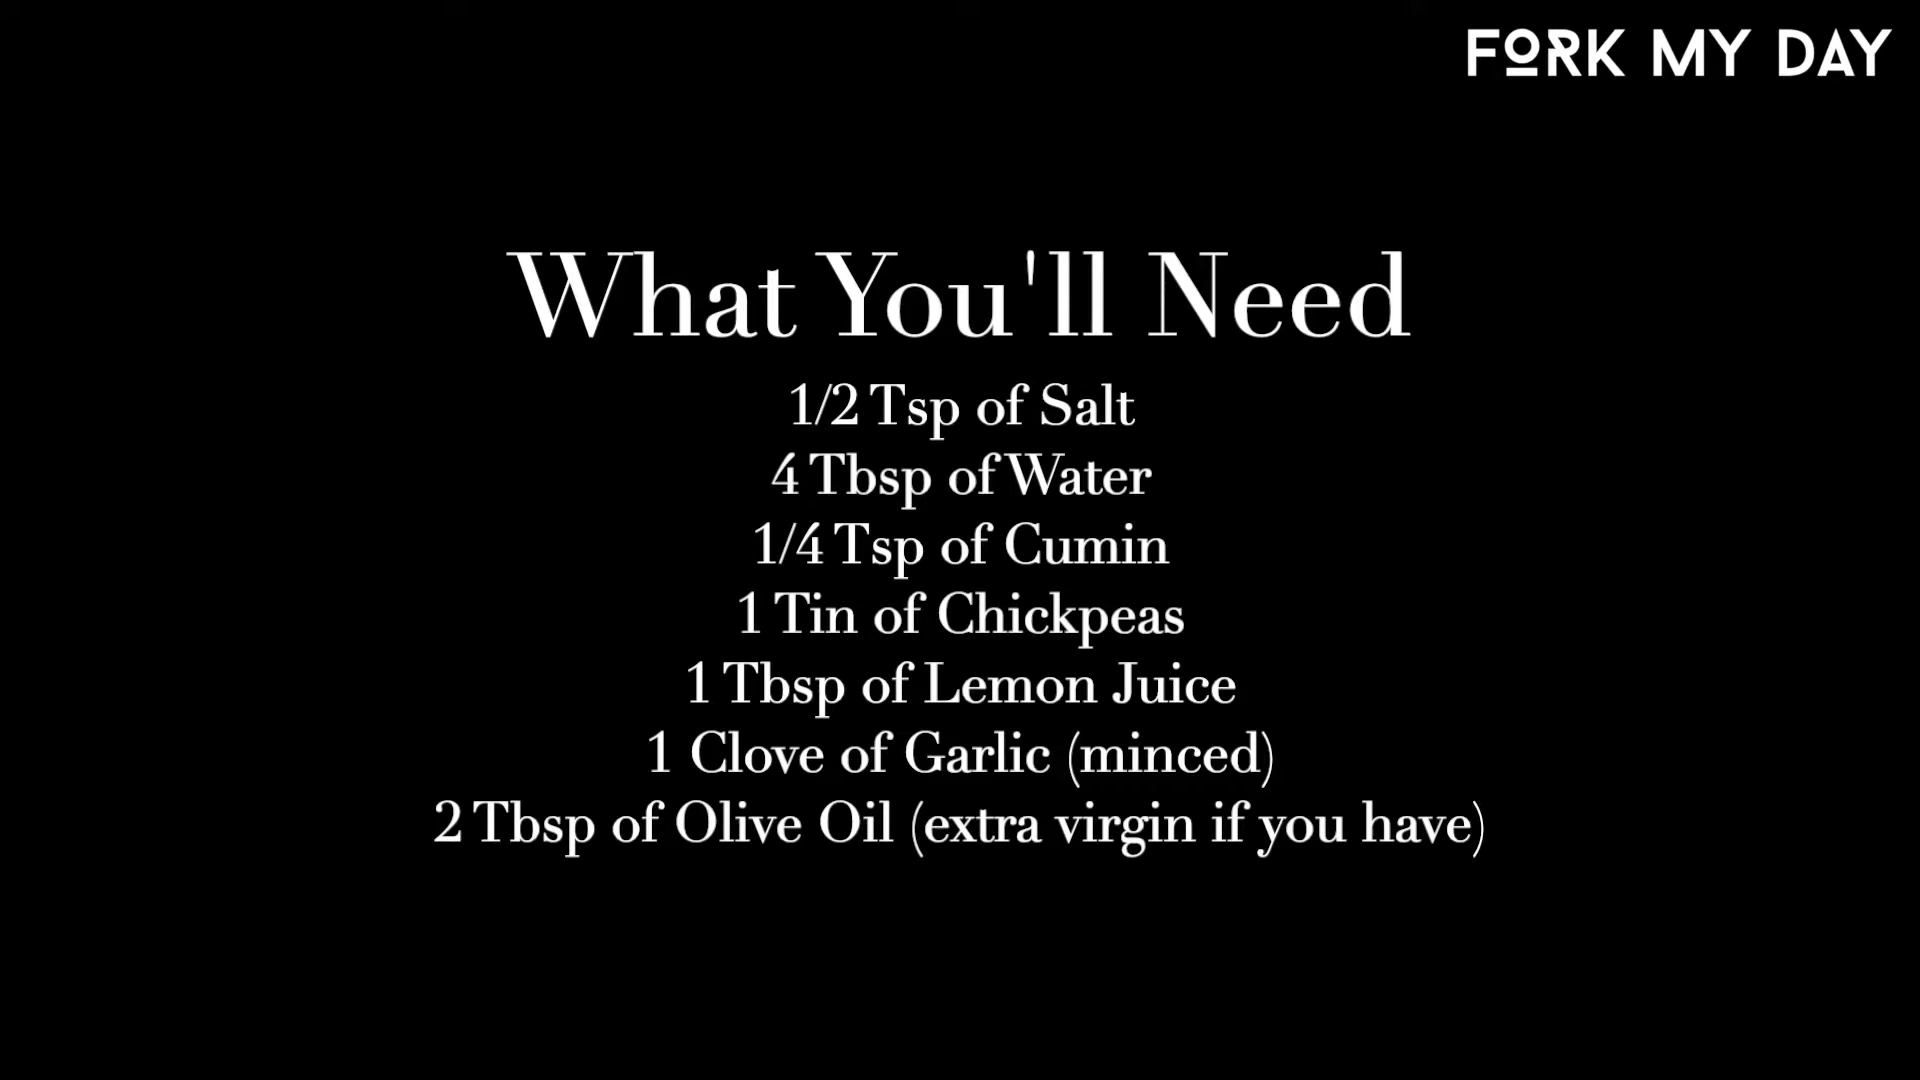 FORK MY DAY
What You'll Need
1/2 Tsp of Salt
4 Tbsp of Water
1/4 Tsp of Cumin
1 Tin of Chickpeas
1 Tbsp of Lemon Juice
1 Clove of Garlic (minced)
2 Tbsp of Olive Oil (extra virgin if you have)